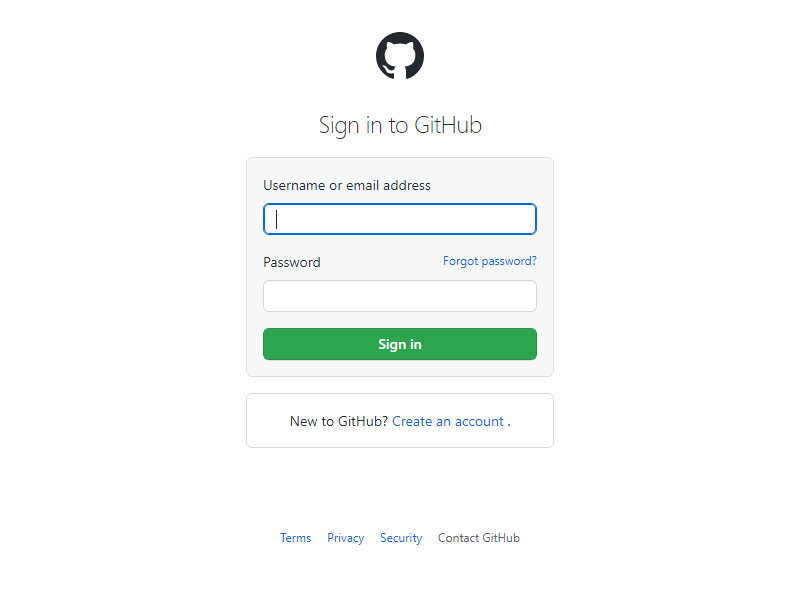 Sign in to GitHub
Username or email address
Password Forgot password?
Sign in
New to GitHub? Create an account .
Terms Privacy Security Contact GitHub